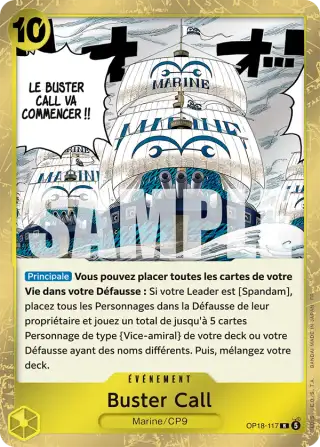 10
LE BUSTER
CALL VA
COMMENCER !!
オオ..
MARINE
MARINE
SAMPLE
Principale Vous pouvez placer toutes les cartes de votre
Vie dans votre Défausse : Si votre Leader est [Spandam],
placez tous les Personnages dans la Défausse de leur
propriétaire et jouez un total de jusqu'à 5 cartes
Personnage de type {Vice-amiral} de votre deck ou votre
Défausse ayant des noms différents. Puis, mélangez votre
deck.
ÉVÉNEMENT
Buster Call
Marine/CP9
OP18-117 R 5